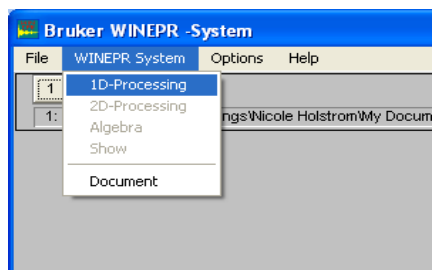 Bruker WINEPR -System
File WINEPR System Options Help
1 1D-Processing
2D-Processing
1: ngs\Nicole Holstrom\My Docum
Algebra
Show
Document